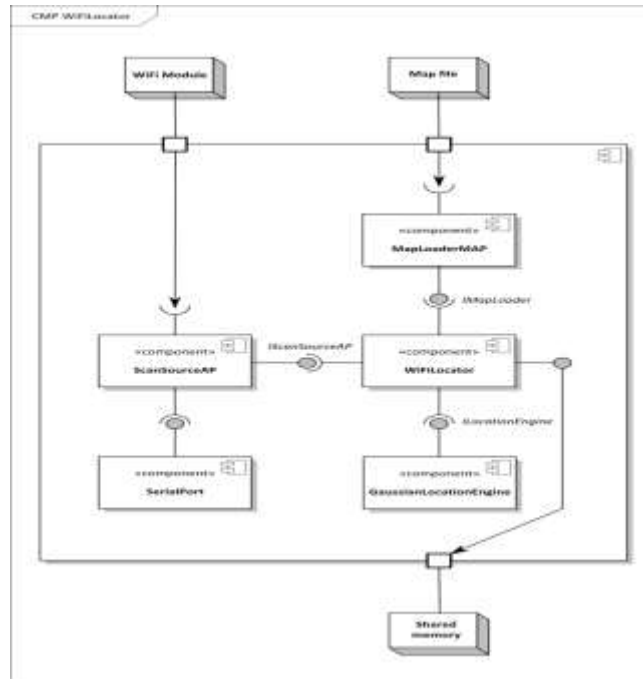 CMP WiFiLocator
WiFi Module
Map file
«component»
MapLoaderMAP
IMapLoader
«component»
ScanSourceAP
IScanSourceAP
«component»
WiFiLocator
ILocationEngine
«component»
SerialPort
«component»
GaussianLocationEngine
Shared
memory